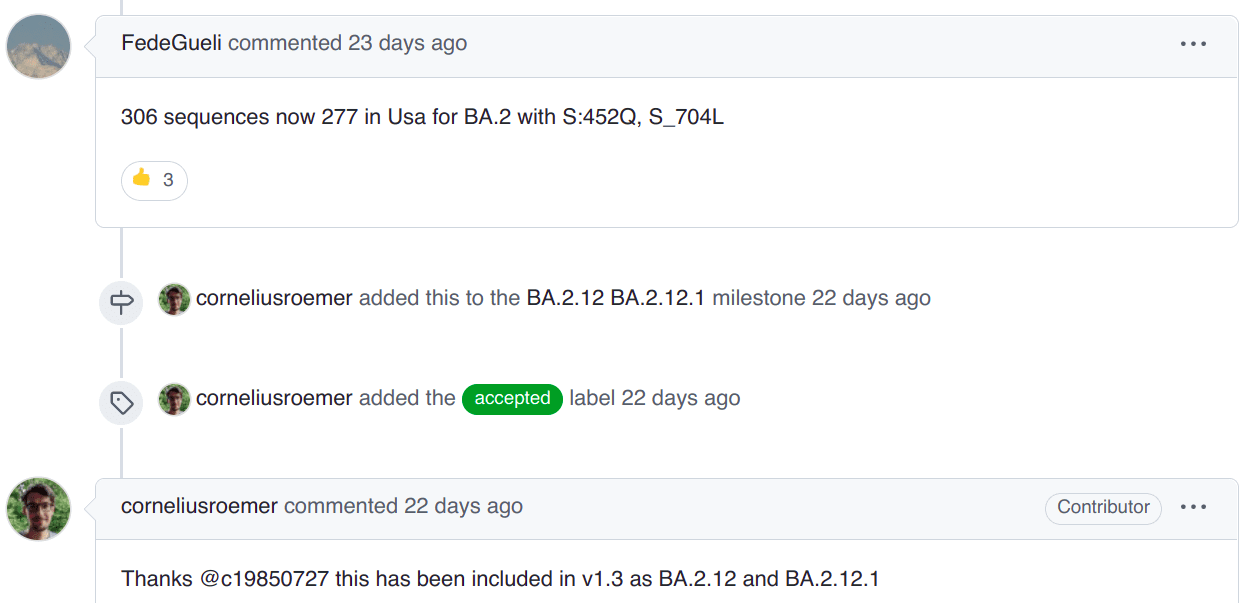 FedeGueli commented 23 days ago
306 sequences now 277 in Usa for BA.2 with S:452Q, S_704L
3
corneliusroemer added this to the BA.2.12 BA.2.12.1 milestone 22 days ago
corneliusroemer added the accepted label 22 days ago
corneliusroemer commented 22 days ago Contributor
Thanks @c19850727 this has been included in v1.3 as BA.2.12 and BA.2.12.1